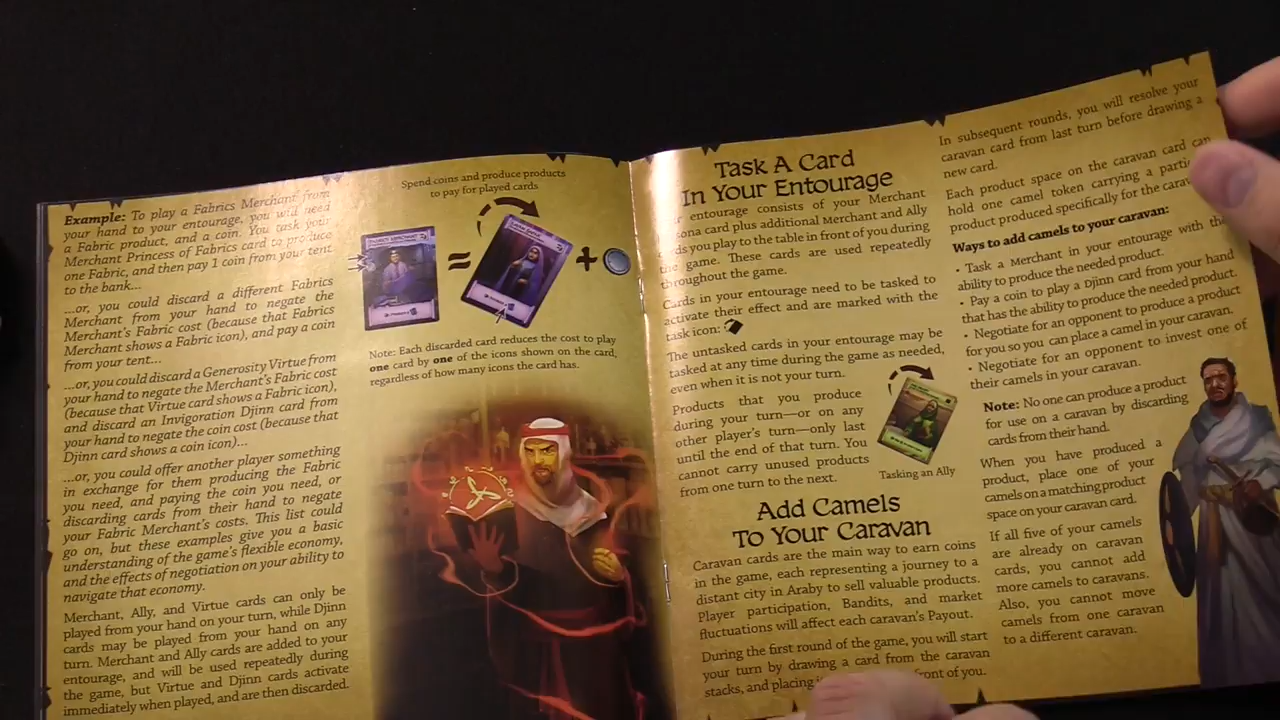 Example: To play a Fabrics Merchant from
your hand to your entourage, you will need
a Fabric product, and a coin. You task your
Merchant Princess of Fabrics card to produce
one Fabric, and then pay 1 coin from your tent
to the bank...
...or, you could discard a different Fabrics
Merchant from your hand to negate the
Merchant's Fabric cost (because that Fabrics
Merchant shows a Fabric icon), and pay a coin
from your tent...
...or, you could discard a Generosity Virtue from
your hand to negate the Merchant's Fabric cost
(because that Virtue card shows a Fabric icon),
and discard an Invigoration Djinn card from
your hand to negate the coin cost (because that
Djinn card shows a coin icon)...
...or, you could offer another player something
in exchange for them producing the Fabric
you need, and paying the coin you need, or
discarding cards from their hand to negate
your Fabric Merchant's costs. This list could
go on, but these examples give you a basic
understanding of the game's flexible economy,
and the effects of negotiation on your ability to
navigate that economy.
Merchant, Ally, and Virtue cards can only be
played from your hand on your turn, while Djinn
cards may be played from your hand on any
turn. Merchant and Ally cards are added to your
entourage, and will be used repeatedly during
the game, but Virtue and Djinn cards activate
immediately when played, and are then discarded.
Spend coins and produce products
to pay for played cards
=
+
Note: Each discarded card reduces the cost to play
one card by one of the icons shown on the card,
regardless of how many icons the card has.
Task A Card
In Your Entourage
entourage consists of your Merchant
card plus additional Merchant and Ally
you play to the table in front of you during
the game. These cards are used repeatedly
throughout the game.
Cards in your entourage need to be tasked to
activate their effect and are marked with the
task icon:
The untasked cards in your entourage may be
tasked at any time during the game as needed,
even when it is not your turn.
Products that you produce
during your turn—or on any
other player's turn—only last
until the end of that turn. You
cannot carry unused products
from one turn to the next.
Tasking an Ally
Add Camels
To Your Caravan
Caravan cards are the main way to earn coins
in the game, each representing a journey to a
distant city in Araby to sell valuable products.
Player participation, Bandits, and market
fluctuations will affect each caravan's Payout.
During the first round of the game, you will start
your turn by drawing a card from the caravan
stacks, and placing front of you.
In subsequent rounds, you will resolve your
caravan card from last turn before drawing a
new card.
Each product space on the caravan card can
hold one camel token carrying a
product produced specifically for the
Ways to add camels to your caravan:
• Task a Merchant in your entourage with the
ability to produce the needed product.
• Pay a coin to play a Djinn card from your hand
that has the ability to produce the needed product.
• Negotiate for an opponent to produce a product
for you so you can place a camel in your caravan.
• Negotiate for an opponent to invest one of
their camels in your caravan.
Note: No one can produce a product
for use on a caravan by discarding
cards from their hand.
When you have produced a
product, place one of your
camels on a matching product
space on your caravan card.
If all five of your camels
are already on caravan
cards, you cannot add
more camels to caravans.
Also, you cannot move
camels from one caravan
to a different caravan.